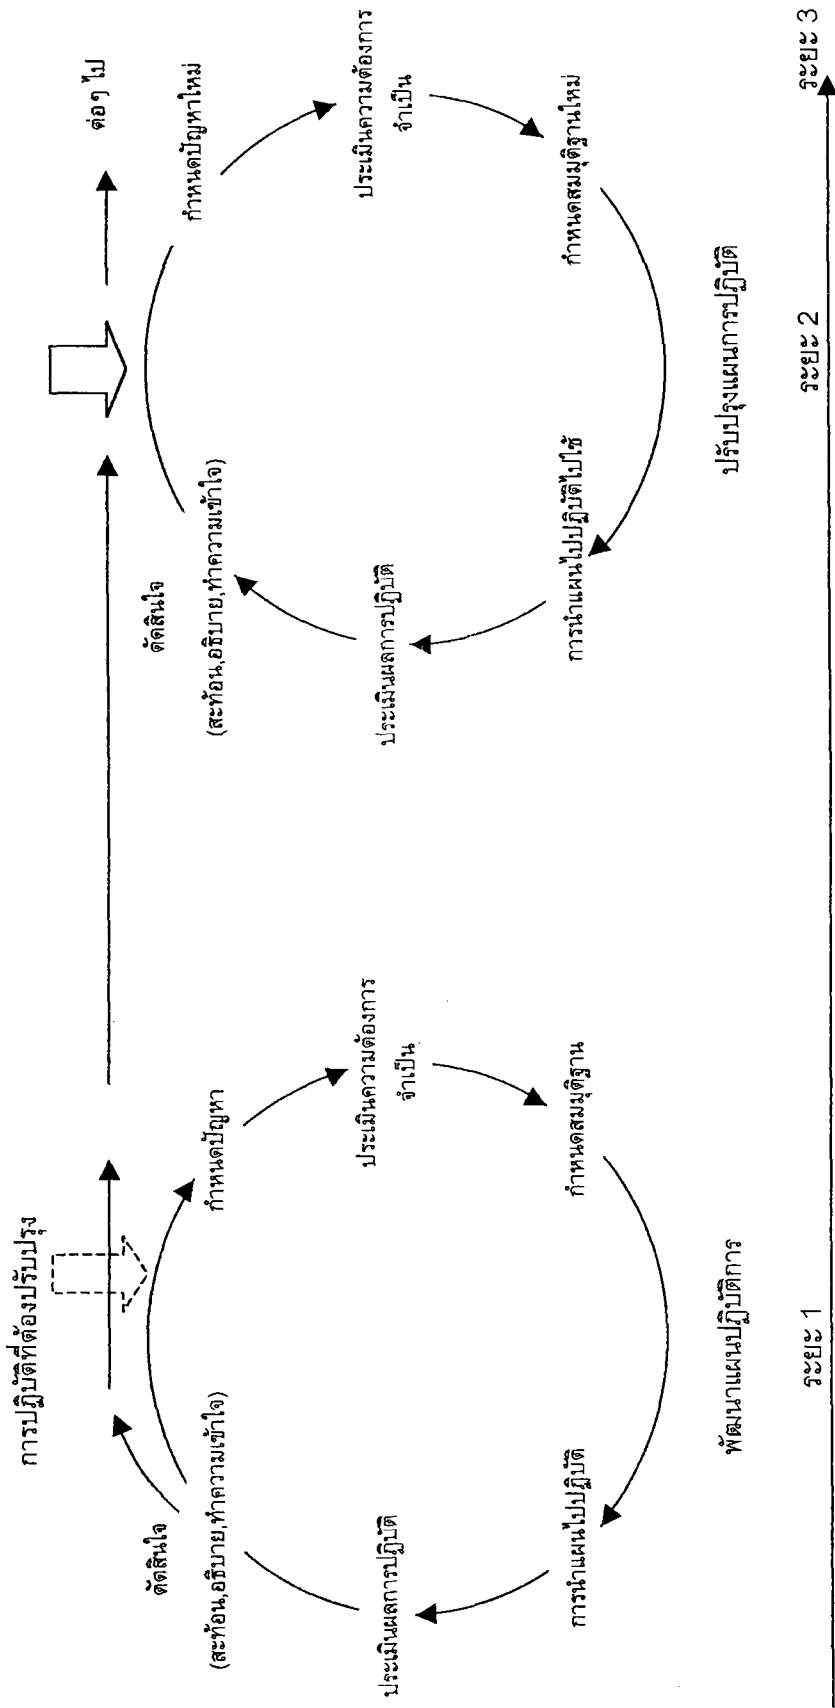 การปฏิบัติที่ต้องปรับปรุง
ตัดสินใจ
(สะท้อน,อธิบาย,ทำความเข้าใจ)
กำหนดปัญหา
ประเมินความต้องการ
จำเป็น
กำหนดสมมุติฐาน
พัฒนาแผนปฏิบัติการ
การนำแผนไปปฏิบัติ
ประเมินผลการปฏิบัติ
ต่อๆ ไป
ตัดสินใจ
(สะท้อน,อธิบาย,ทำความเข้าใจ)
กำหนดปัญหาใหม่
ประเมินความต้องการ
จำเป็น
กำหนดสมมุติฐานใหม่
ปรับปรุงแผนการปฏิบัติ
การนำแผนไปปฏิบัติไปใช้
ประเมินผลการปฏิบัติ
ระยะ 1
ระยะ 2
ระยะ 3